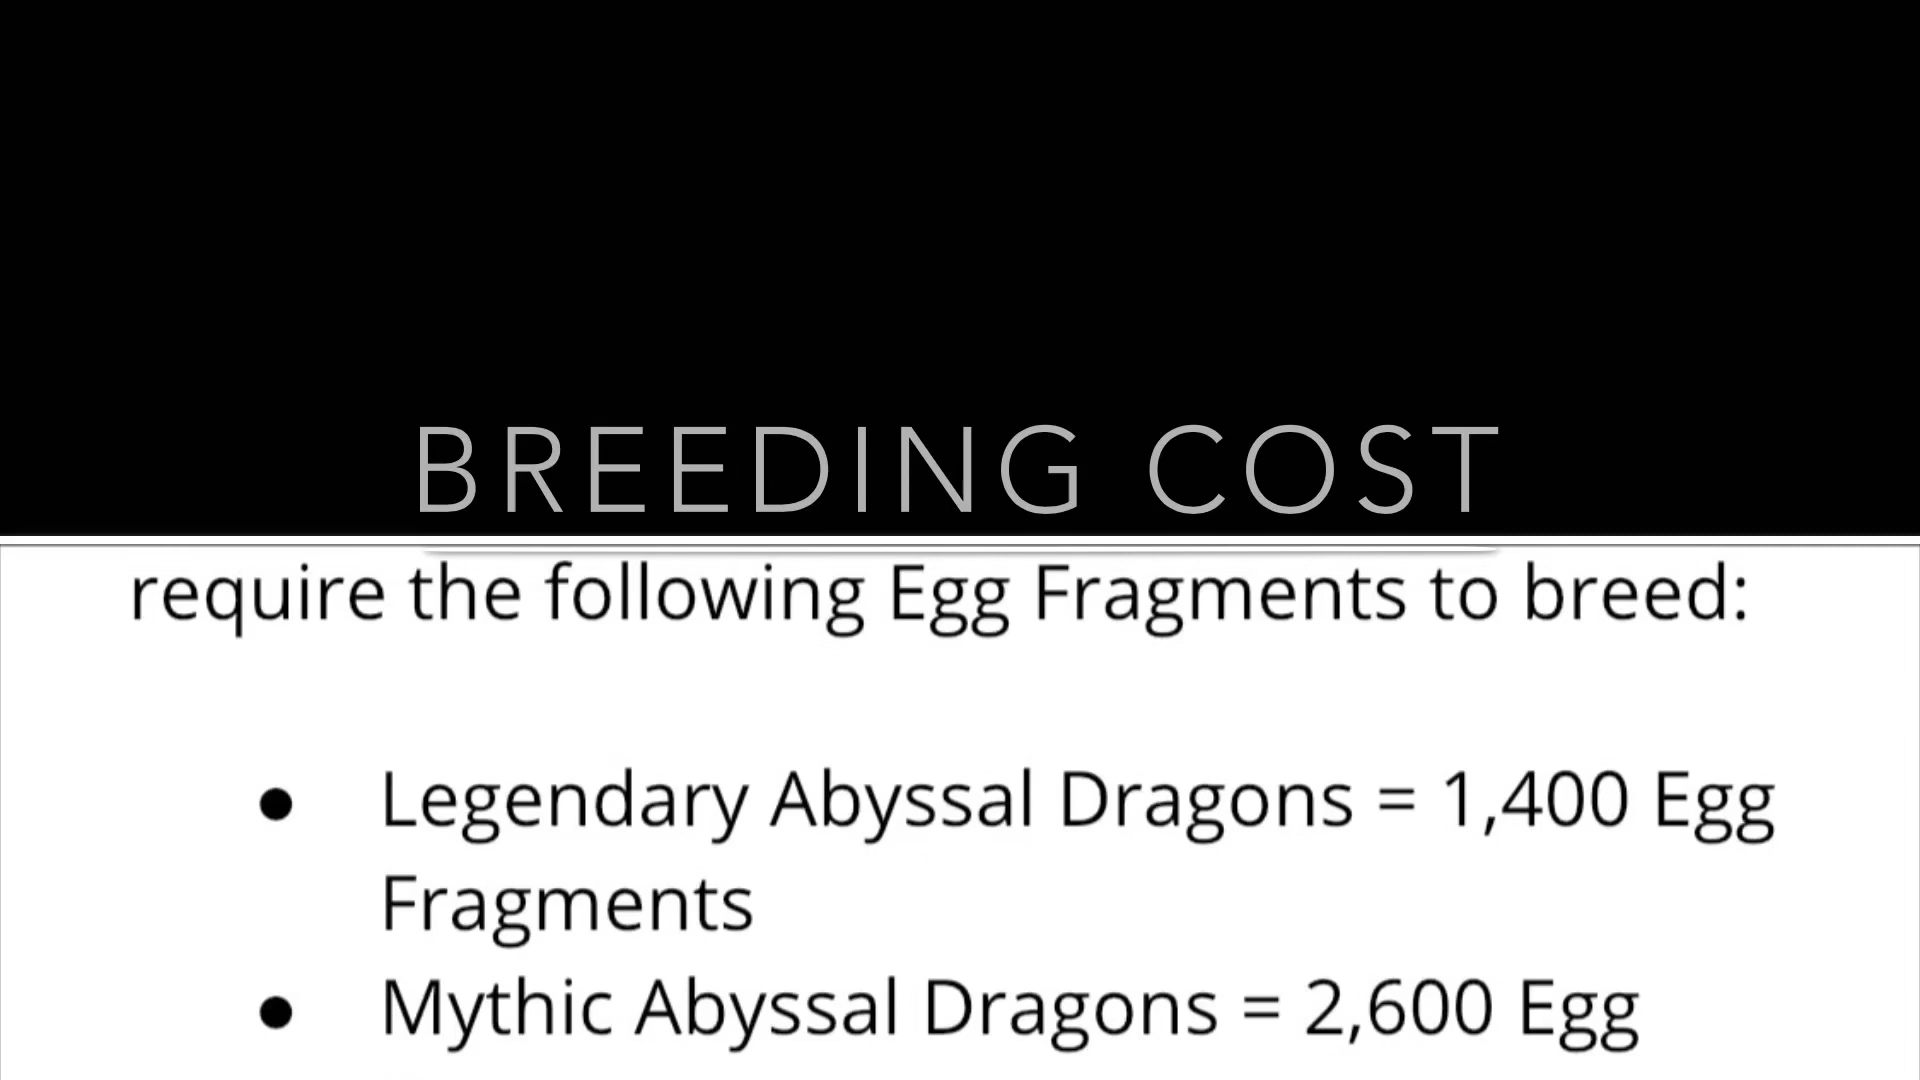 BREEDING COST
require the following Egg Fragments to breed:
● Legendary Abyssal Dragons = 1,400 Egg
Fragments
● Mythic Abyssal Dragons = 2,600 Egg